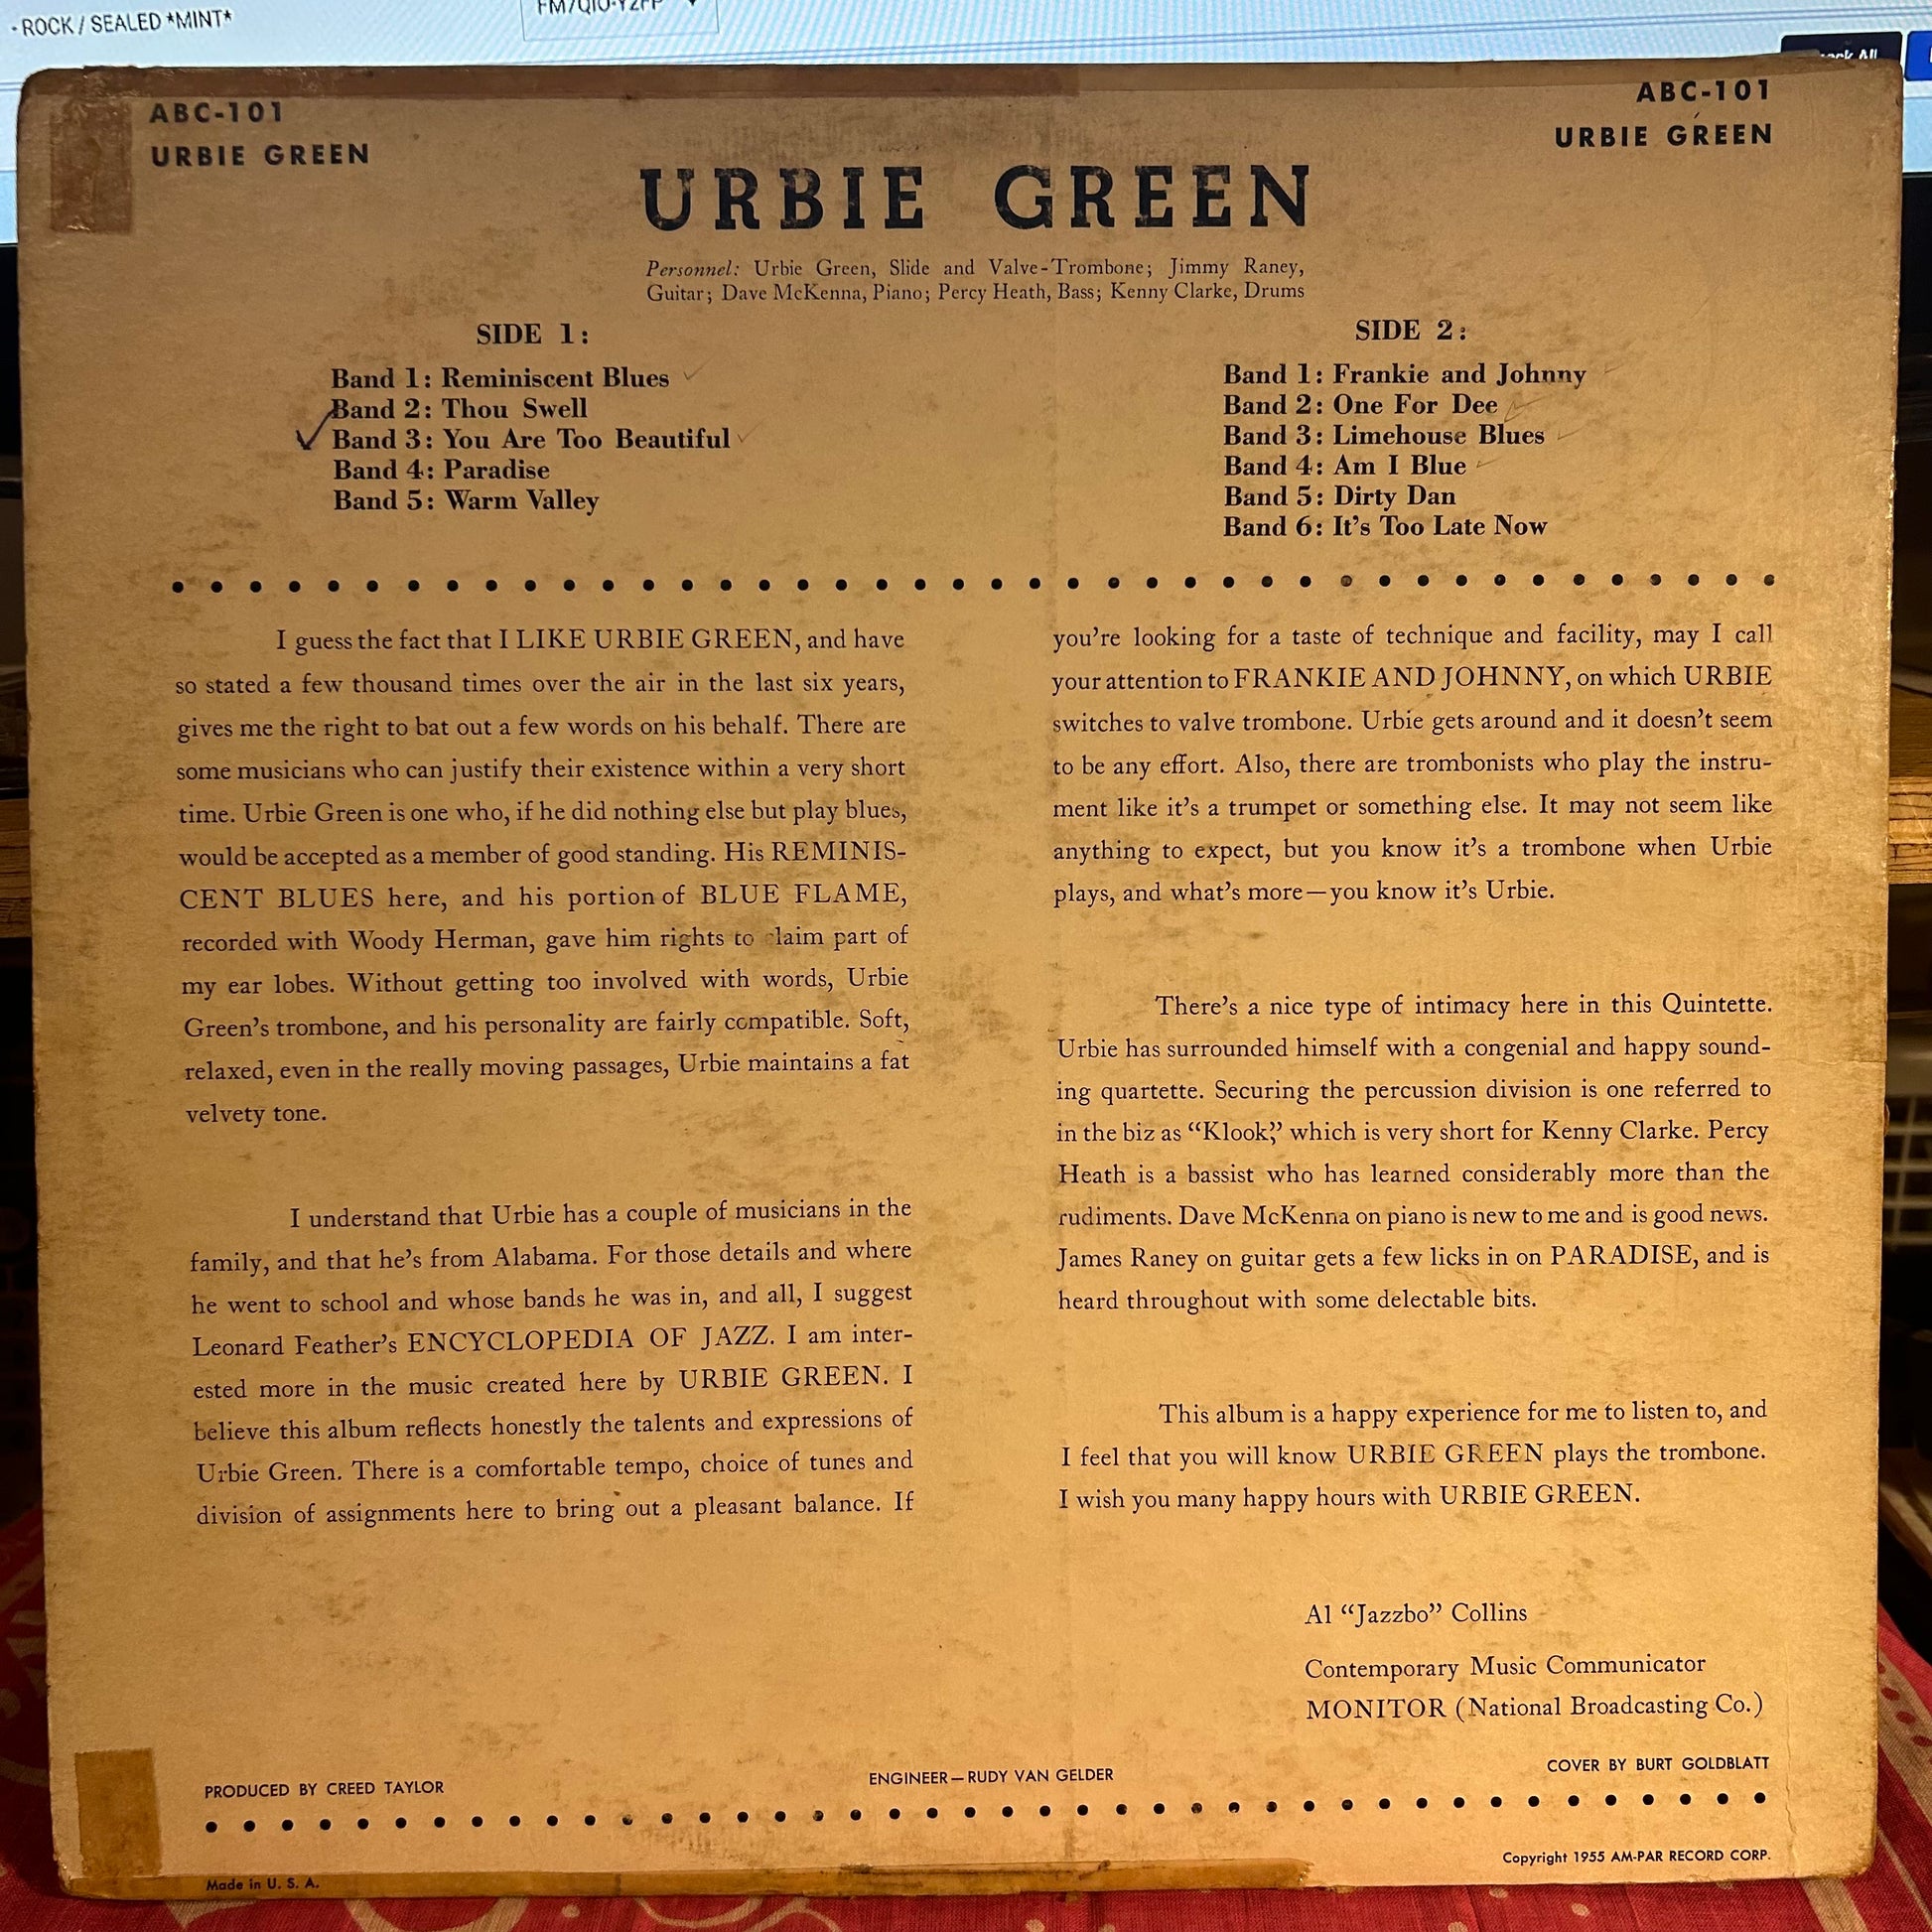 - ROCK / SEALED *MINT*
ABC-101
URBIE GREEN
ABC-101
URBIE GREEN
URBIE GREEN
Personnel: Urbie Green, Slide and Valve-Trombone; Jimmy Raney,
Guitar; Dave McKenna, Piano; Percy Heath, Bass; Kenny Clarke, Drums
SIDE 1:
Band 1: Reminiscent Blues
Band 2: Thou Swell
Band 3: You Are Too Beautiful
Band 4: Paradise
Band 5: Warm Valley
SIDE 2:
Band 1: Frankie and Johnny
Band 2: One For Dee
Band 3: Limehouse Blues
Band 4: Am I Blue
Band 5: Dirty Dan
Band 6: It's Too Late Now
I guess the fact that I LIKE URBIE GREEN, and have
so stated a few thousand times over the air in the last six years,
gives me the right to bat out a few words on his behalf. There are
some musicians who can justify their existence within a very short
time. Urbie Green is one who, if he did nothing else but play blues,
would be accepted as a member of good standing. His REMINIS-
CENT BLUES here, and his portion of BLUE FLAME,
recorded with Woody Herman, gave him rights to claim part of
my ear lobes. Without getting too involved with words, Urbie
Green's trombone, and his personality are fairly compatible. Soft,
relaxed, even in the really moving passages, Urbie maintains a fat
velvety tone.
I understand that Urbie has a couple of musicians in the
family, and that he's from Alabama. For those details and where
he went to school and whose bands he was in, and all, I suggest
Leonard Feather's ENCYCLOPEDIA OF JAZZ. I am inter-
ested more in the music created here by URBIE GREEN. I
believe this album reflects honestly the talents and expressions of
Urbie Green. There is a comfortable tempo, choice of tunes and
division of assignments here to bring out a pleasant balance. If
you're looking for a taste of technique and facility, may I call
your attention to FRANKIE AND JOHNNY, on which URBIE
switches to valve trombone. Urbie gets around and it doesn't seem
to be any effort. Also, there are trombonists who play the instru-
ment like it's a trumpet or something else. It may not seem like
anything to expect, but you know it's a trombone when Urbie
plays, and what's more—you know it's Urbie.
There's a nice type of intimacy here in this Quintette.
Urbie has surrounded himself with a congenial and happy sound-
ing quartette. Securing the percussion division is one referred to
in the biz as "Klook," which is very short for Kenny Clarke. Percy
Heath is a bassist who has learned considerably more than the
rudiments. Dave McKenna on piano is new to me and is good news.
James Raney on guitar gets a few licks in on PARADISE, and is
heard throughout with some delectable bits.
This album is a happy experience for me to listen to, and
I feel that you will know URBIE GREEN plays the trombone.
I wish you many happy hours with URBIE GREEN.
Al "Jazzbo" Collins
Contemporary Music Communicator
MONITOR (National Broadcasting Co.)
PRODUCED BY CREED TAYLOR
ENGINEER—RUDY VAN GELDER
COVER BY BURT GOLDBLATT
Copyright 1955 AM-PAR RECORD CORP.
Made in U. S. A.